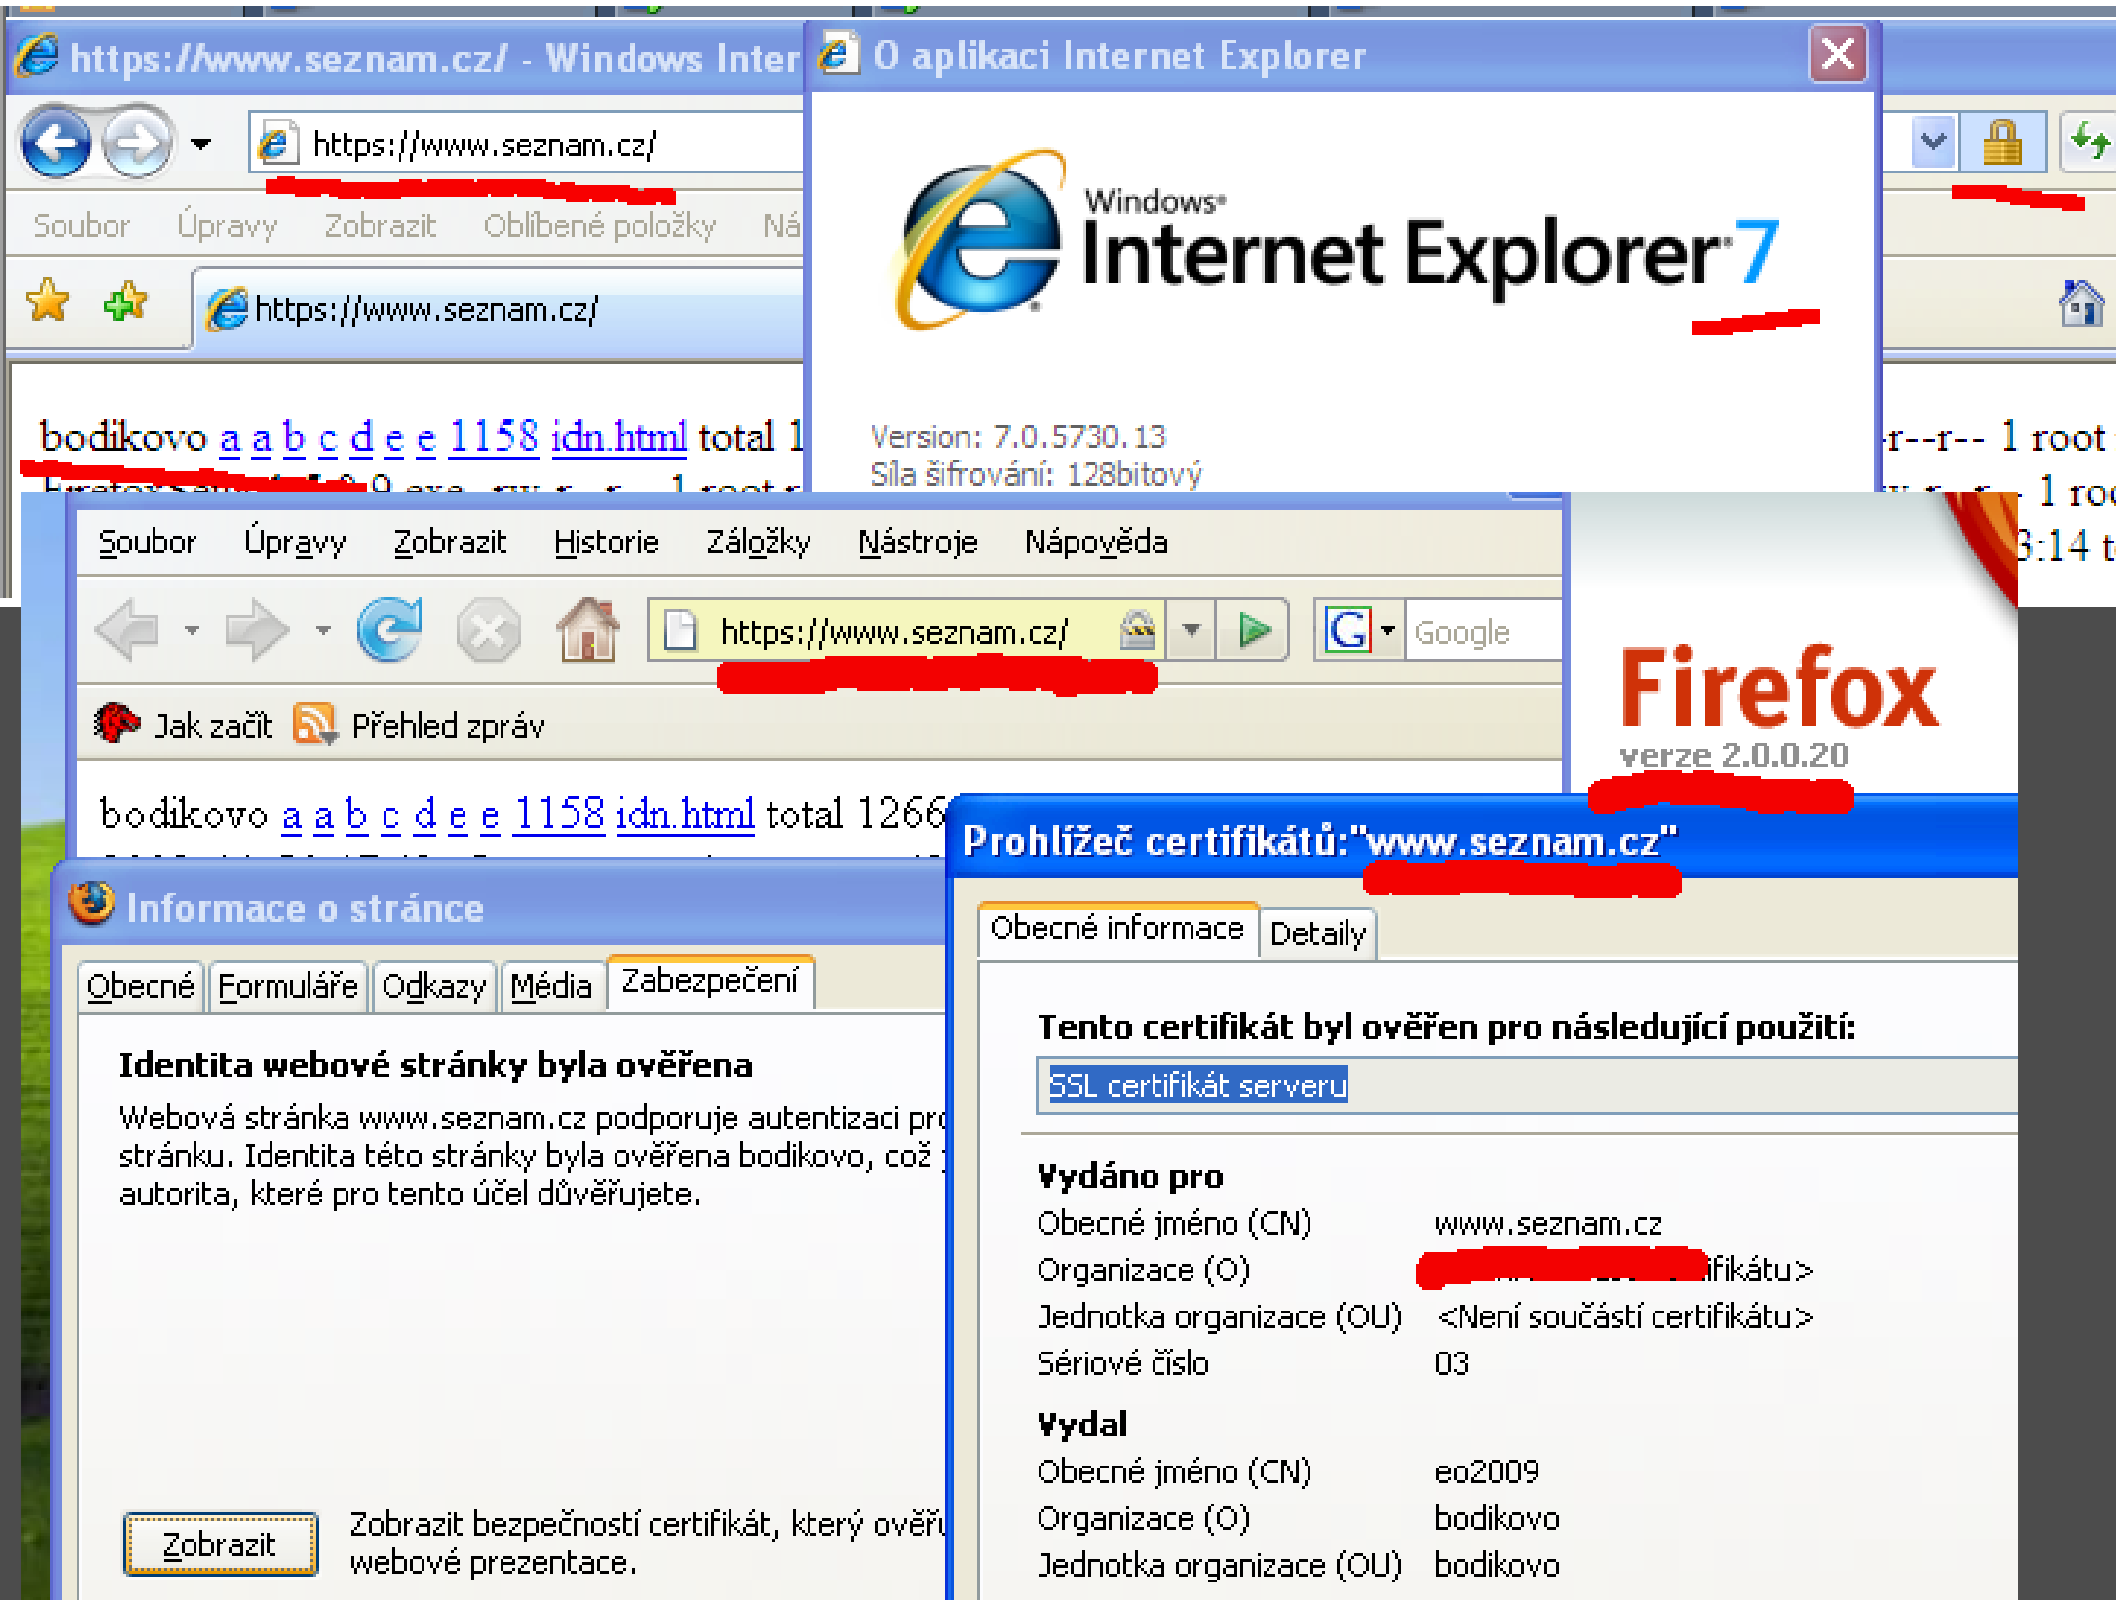 https://www.seznam.cz/ - Windows Inter
O aplikaci Internet Explorer
https://www.seznam.cz/
Soubor Úpravy Zobrazit Oblíbené položky Ná
https://www.seznam.cz/
Windows®
Internet Explorer 7
bodikovo a a b c d e e 1158 idn.html total 1
Version: 7.0.5730.13
Síla šifrování: 128bitový
r--r-- 1 root
1 root r
1 roo
3:14 t
Soubor Úpravy Zobrazit Historie Záložky Nástroje Nápověda
https://www.seznam.cz/
Google
Firefox
verze 2.0.0.20
Jak začít Přehled zpráv
bodikovo a a b c d e e 1158 idn.html total 1266
Prohlížeč certifikátů:"www.seznam.cz"
Informace o stránce
Obecné informace Detaily
Obecné Formuláře Odkazy Média Zabezpečení
Tento certifikát byl ověřen pro následující použití:
SSL certifikát serveru
Identita webové stránky byla ověřena
Webová stránka www.seznam.cz podporuje autentizaci pro
stránku. Identita této stránky byla ověřena bodikovo, což
autorita, které pro tento účel důvěřujete.
Vydáno pro
Obecné jméno (CN) www.seznam.cz
Organizace (O) ifikátu>
Jednotka organizace (OU) <Není součástí certifikátu>
Sériové číslo 03
Vydal
Obecné jméno (CN) eo2009
Organizace (O) bodikovo
Jednotka organizace (OU) bodikovo
Zobrazit
Zobrazit bezpečností certifikát, který ověřu
webové prezentace.